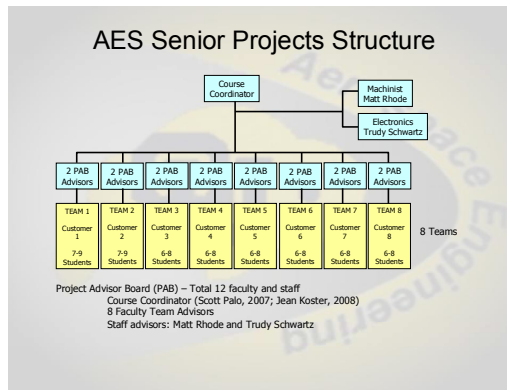 AES Senior Projects Structure
Course
Coordinator
Machinist
Matt Rhode
Electronics
Trudy Schwartz
2 PAB
Advisors
2 PAB
Advisors
2 PAB
Advisors
2 PAB
Advisors
2 PAB
Advisors
2 PAB
Advisors
2 PAB
Advisors
2 PAB
Advisors
TEAM 1
Customer
1
7-9
Students
TEAM 2
Customer
2
7-9
Students
TEAM 3
Customer
3
6-8
Students
TEAM 4
Customer
4
6-8
Students
TEAM 5
Customer
5
6-8
Students
TEAM 6
Customer
6
6-8
Students
TEAM 7
Customer
7
6-8
Students
TEAM 8
Customer
8
6-8
Students
8 Teams
Project Advisor Board (PAB) – Total 12 faculty and staff
Course Coordinator (Scott Palo, 2007; Jean Koster, 2008)
8 Faculty Team Advisors
Staff advisors: Matt Rhode and Trudy Schwartz
Aerospace Engineering